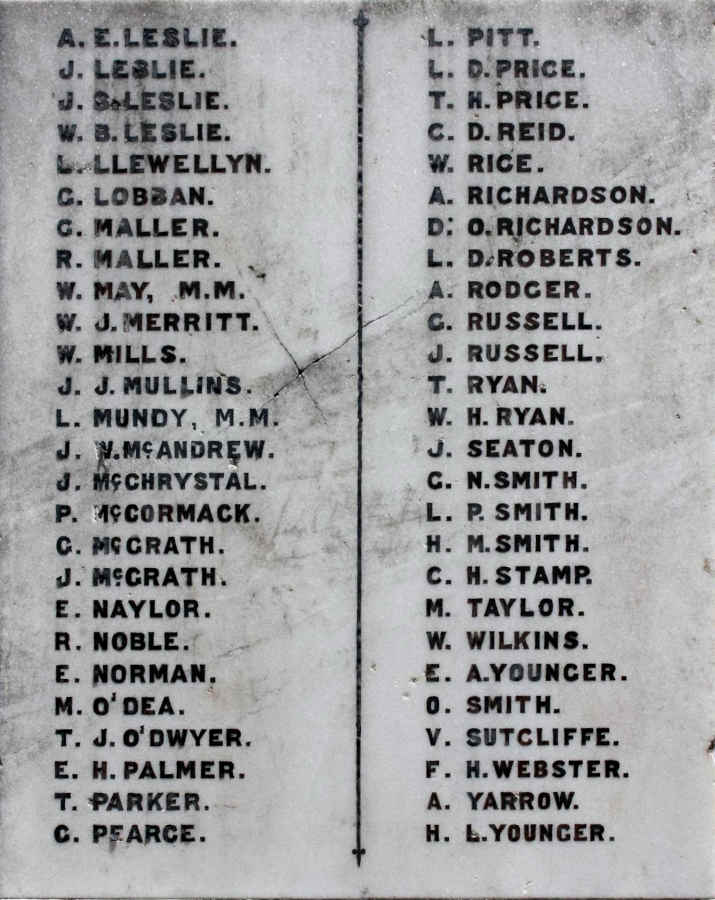 A. E. LESLIE.
J. LESLIE.
J. S. LESLIE.
W. B. LESLIE.
L. LLEWELLYN.
G. LOBBAN.
G. MALLER.
R. MALLER.
W. MAY, M.M.
W. J. MERRITT.
W. MILLS.
J. J. MULLINS.
L. MUNDY, M.M.
J. W. McANDREW.
J. McCHRYSTAL.
P. McCORMACK.
G. McGRATH.
J. McGRATH.
E. NAYLOR.
R. NOBLE.
E. NORMAN.
M. O'DEA.
T. J. O'DWYER.
E. H. PALMER.
T. PARKER.
G. PEARCE.
L. PITT.
L. D. PRICE.
T. H. PRICE.
C. D. REID.
W. RICE.
A. RICHARDSON.
D. O. RICHARDSON.
L. D. ROBERTS.
A. RODGER.
G. RUSSELL.
J. RUSSELL.
T. RYAN.
W. H. RYAN.
J. SEATON.
C. N. SMITH.
L. P. SMITH.
H. M. SMITH.
C. H. STAMP.
M. TAYLOR.
W. WILKINS.
E. A. YOUNGER.
O. SMITH.
V. SUTCLIFFE.
F. H. WEBSTER.
A. YARROW.
H. L. YOUNGER.